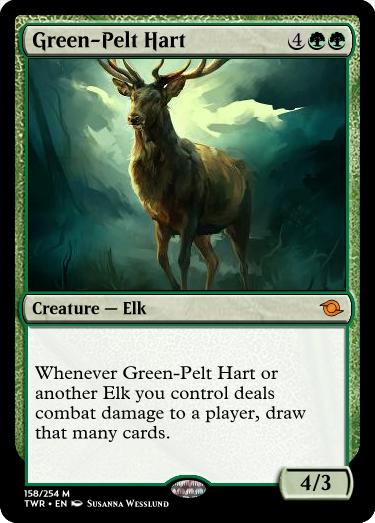 Green-Pelt Hart 4
Creature — Elk
Whenever Green-Pelt Hart or
another Elk you control deals
combat damage to a player, draw
that many cards.
4/3
158/254 M
TWR • EN Susanna Wesslund